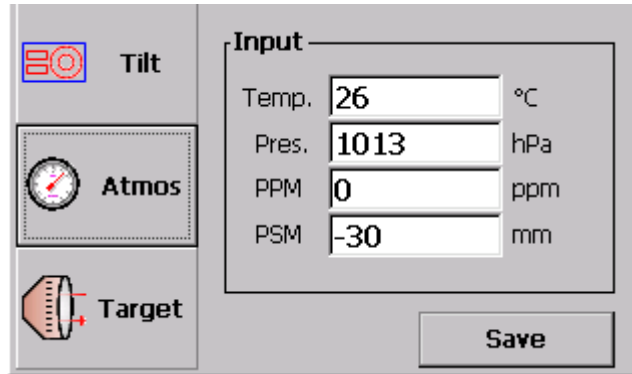 Tilt
Atmos
Target
Input
Temp. 26 °C
Pres. 1013 hPa
PPM 0 ppm
PSM -30 mm
Save